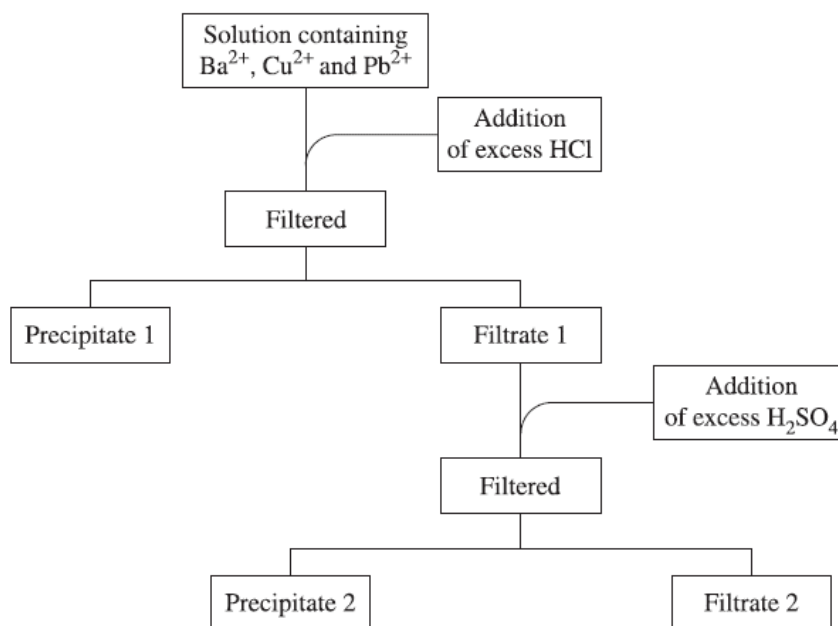 Solution containing
Ba²⁺, Cu²⁺ and Pb²⁺
Addition
of excess HCl
Filtered
Precipitate 1
Filtrate 1
Addition
of excess H₂SO₄
Filtered
Precipitate 2
Filtrate 2